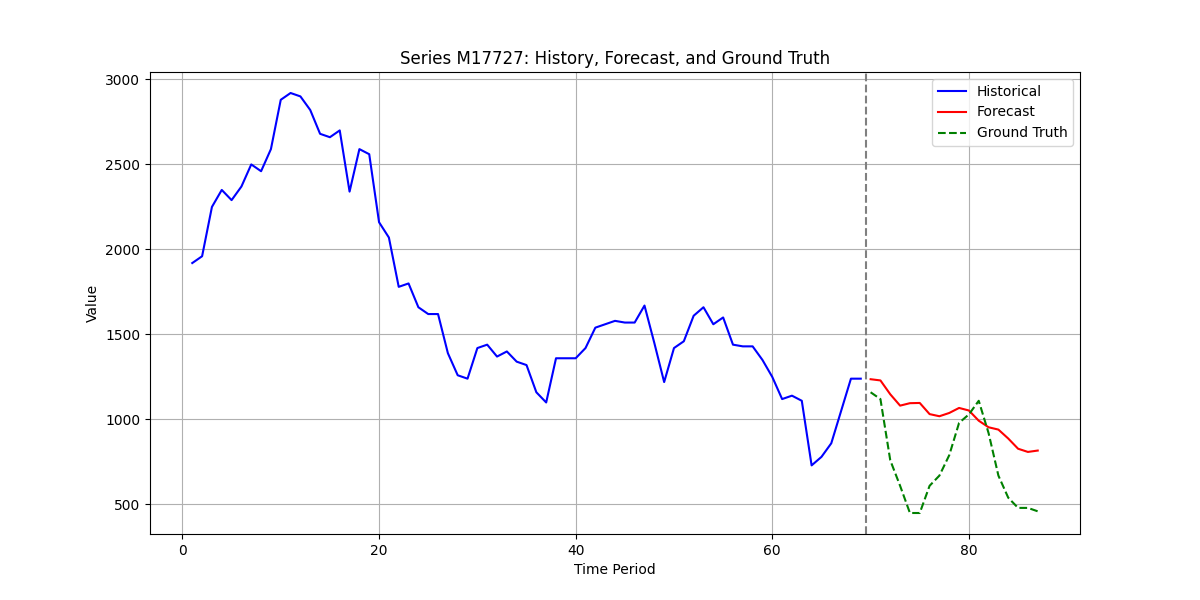 Series M17727: History, Forecast, and Ground Truth
3000
2500
2000
1500
1000
500
Value
0
20
40
60
80
Time Period
Historical
Forecast
Ground Truth